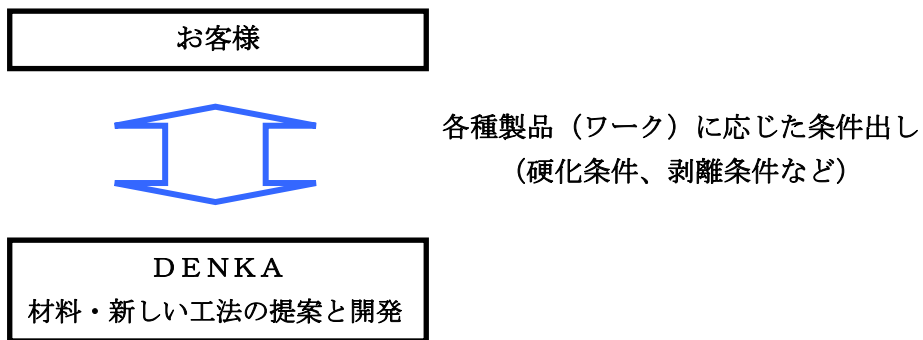 お客様
各種製品（ワーク）に応じた条件出し
（硬化条件、剥離条件など）
ＤＥＮＫＡ
材料・新しい工法の提案と開発